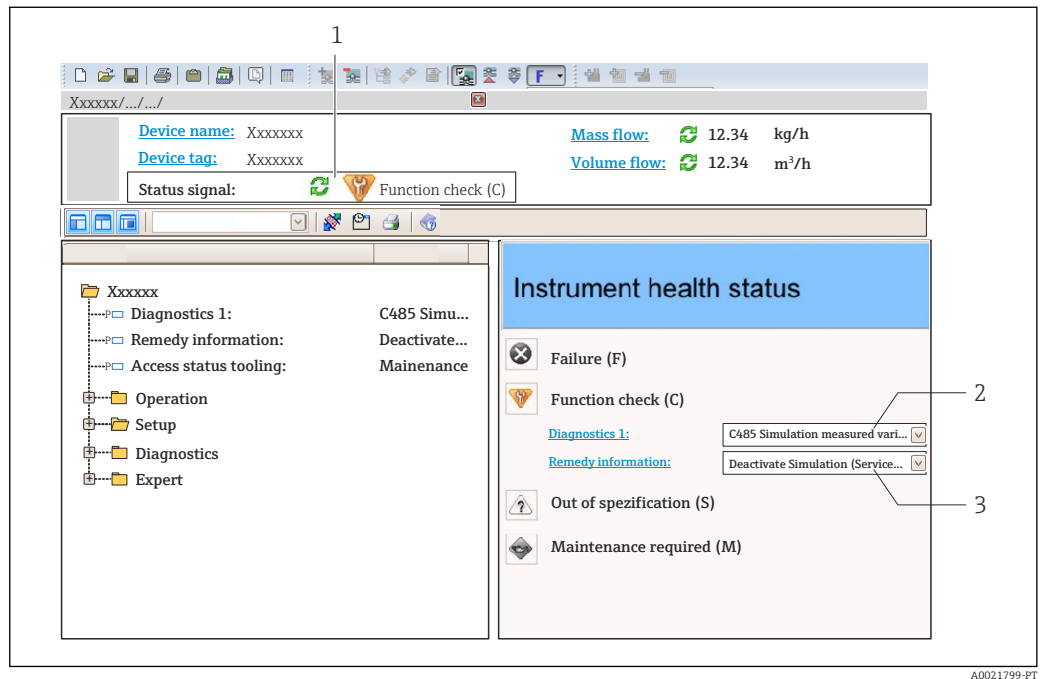 1
F
Xxxxxx/.../.../
Device name: Xxxxxxx
Mass flow: 12.34 kg/h
Device tag: Xxxxxxx
Volume flow: 12.34 m³/h
Status signal: Function check (C)
Xxxxxx
Diagnostics 1: C485 Simu...
Remedy information: Deactivate...
Access status tooling: Mainenance
Operation
Setup
Diagnostics
Expert
Instrument health status
Failure (F)
Function check (C)
2
Diagnostics 1: C485 Simulation measured vari...
Remedy information: Deactivate Simulation (Service...
Out of spezification (S)
3
Maintenance required (M)
A0021799-PT